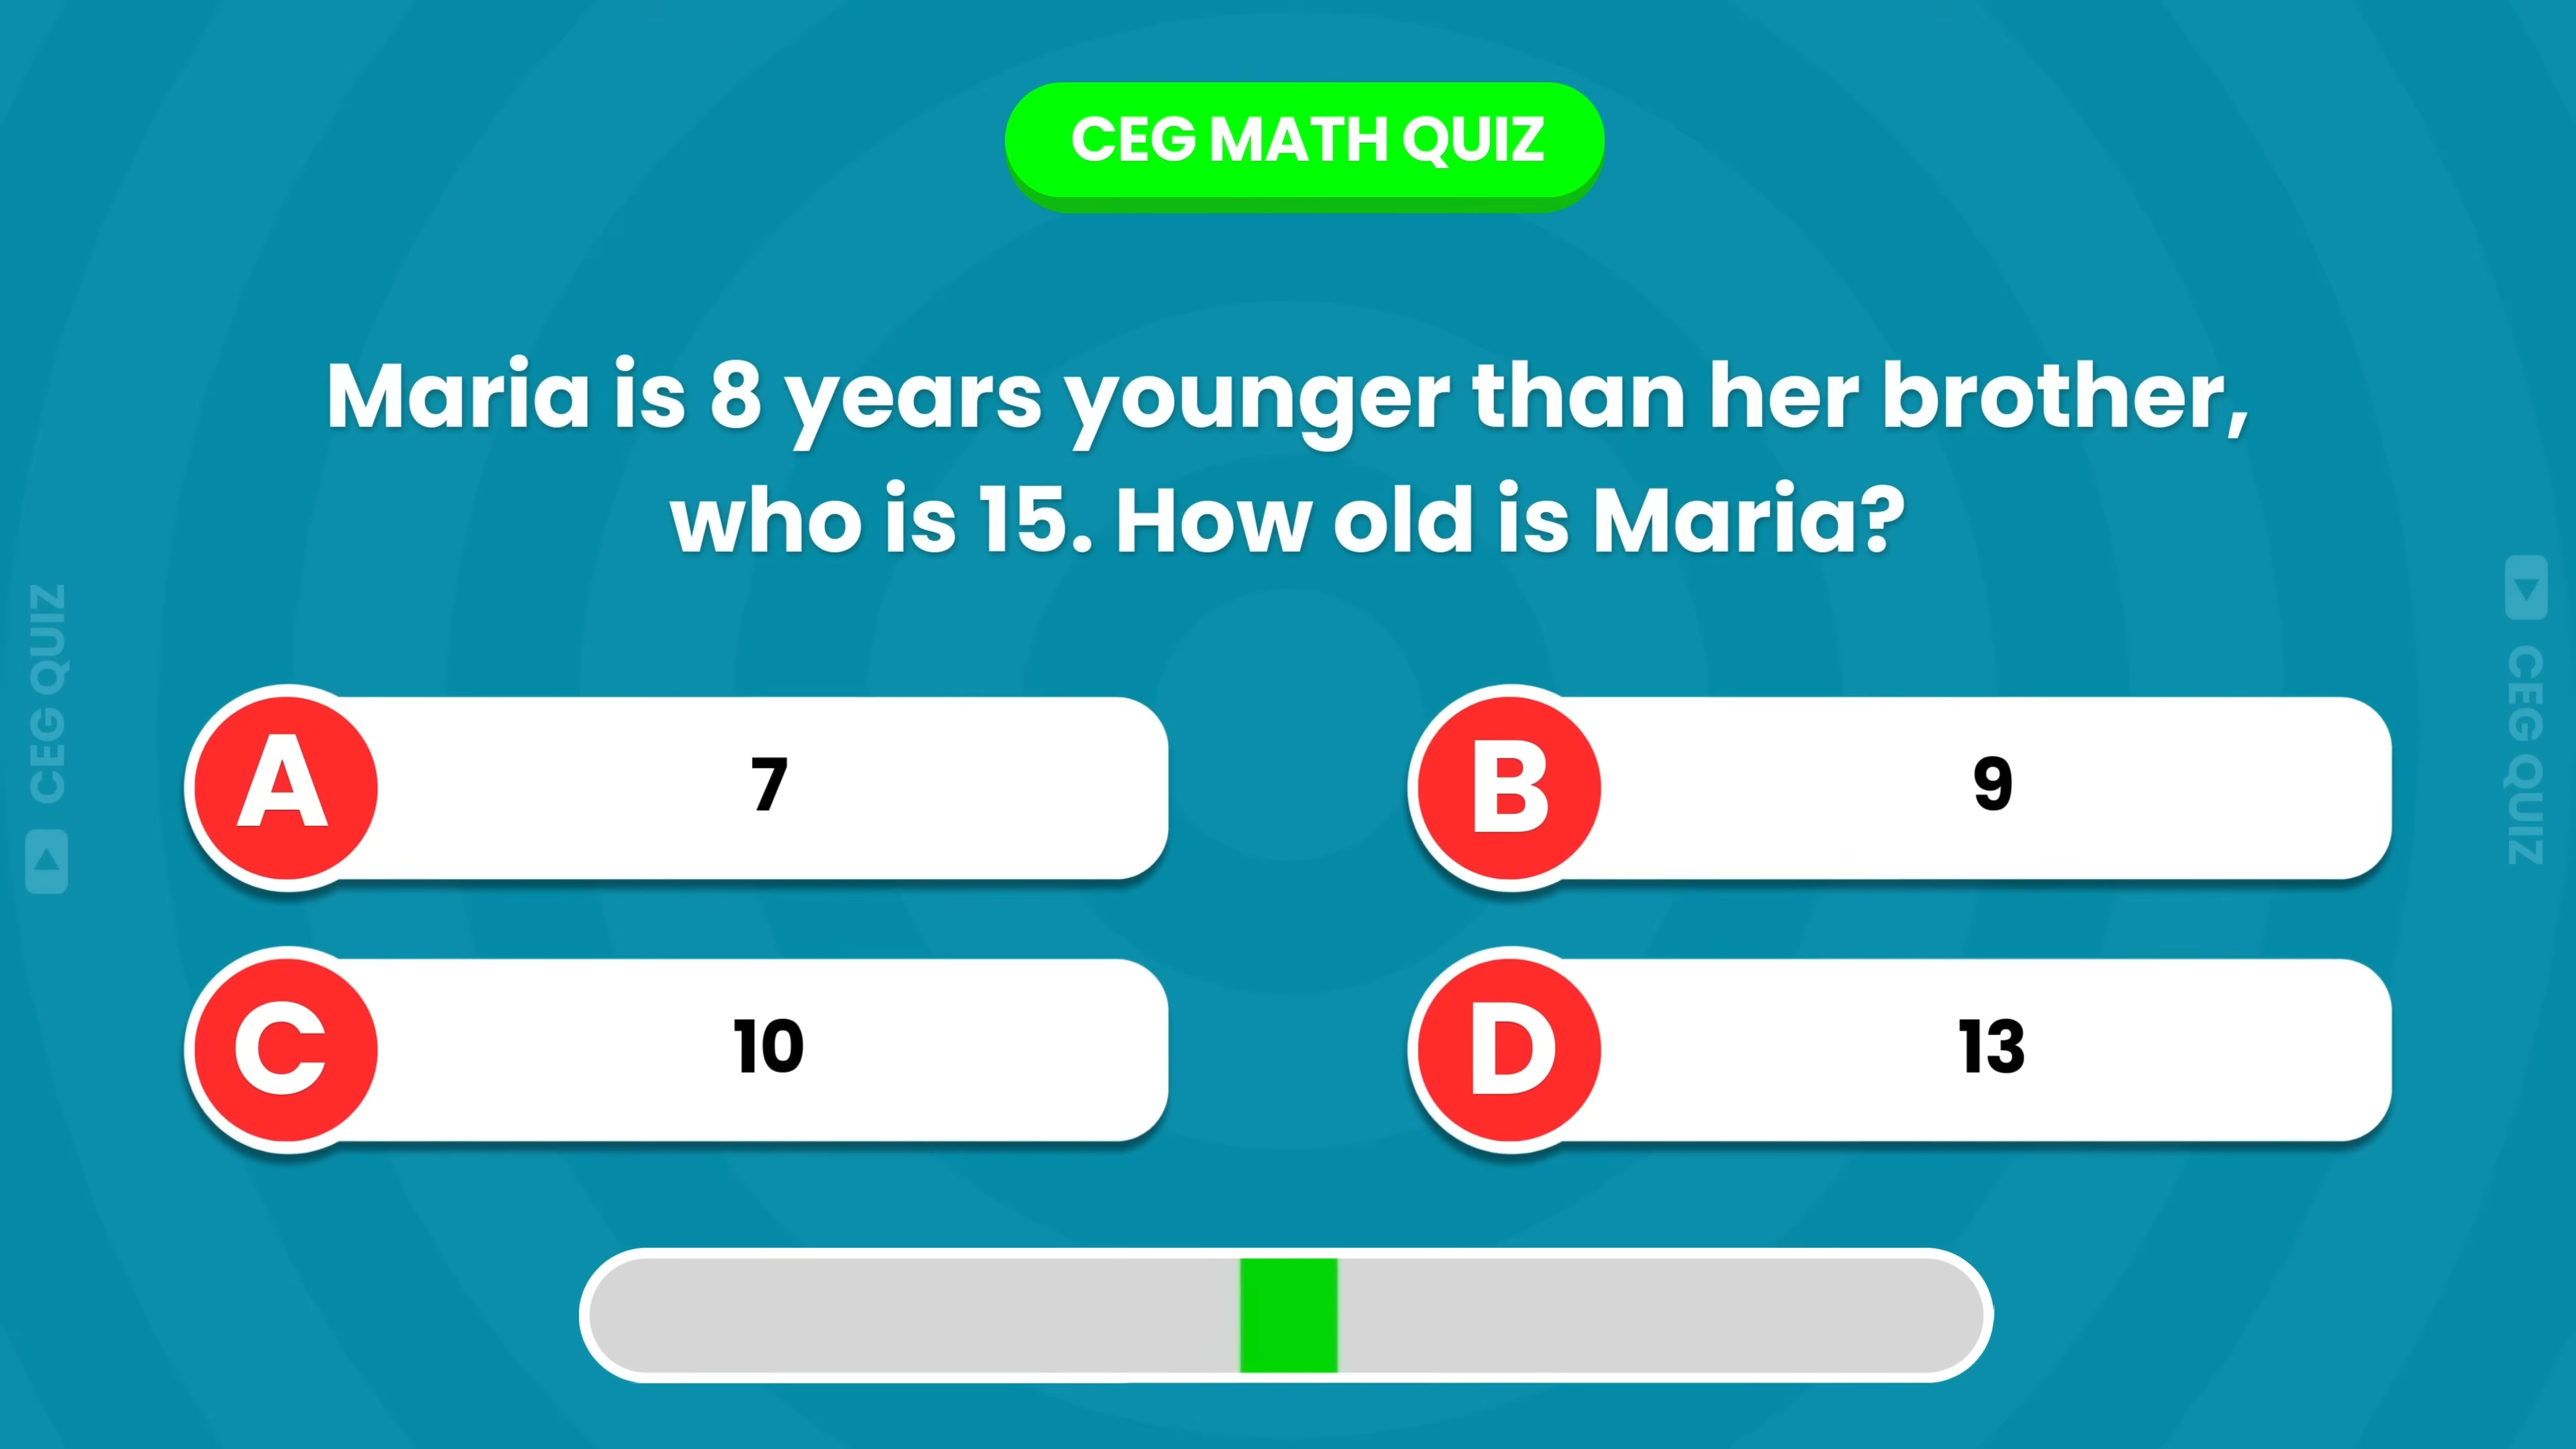 CEG MATH QUIZ
Maria is 8 years younger than her brother,
who is 15. How old is Maria?
A 7
B 9
C 10
D 13
CEG QUIZ
CEG QUIZ